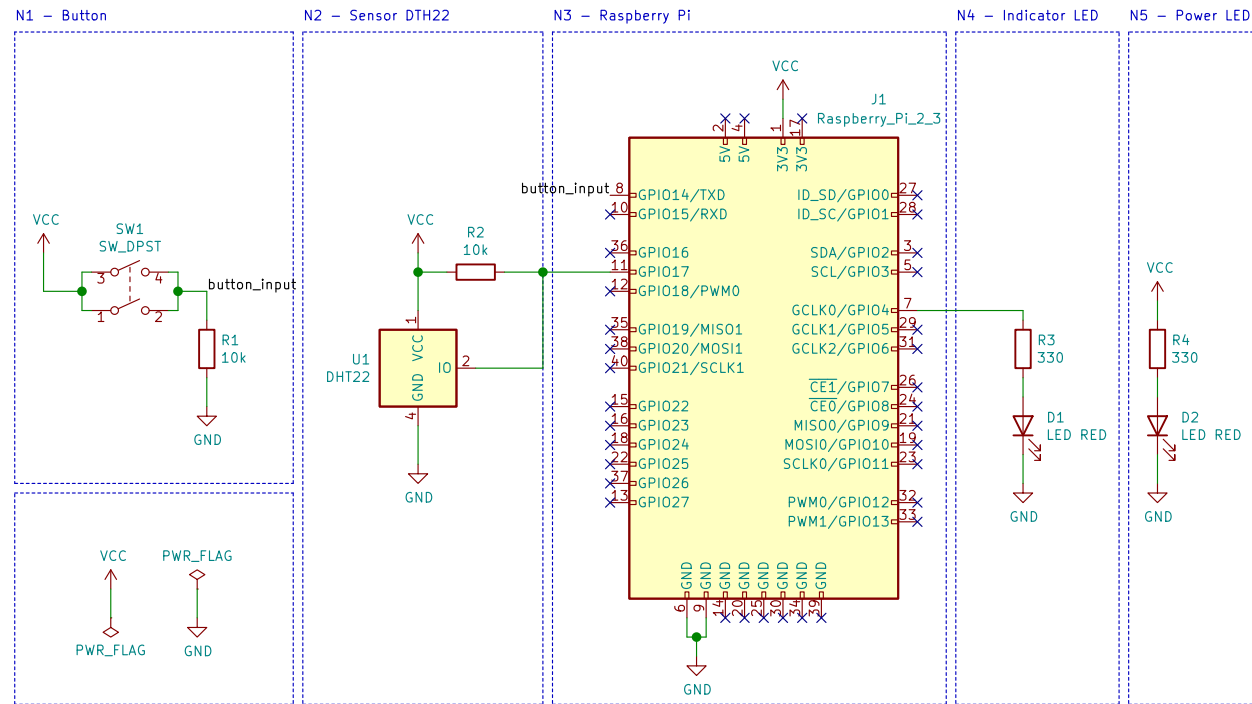 N1 – Button
N2 – Sensor DTH22
N3 – Raspberry Pi
N4 – Indicator LED
N5 – Power LED
VCC
SW1
SW_DPST
3
4
1
2
button_input
R1
10k
GND
VCC
PWR_FLAG
PWR_FLAG
GND
VCC
R2
10k
1
U1
DHT22
VCC
GND
IO
2
4
GND
VCC
J1
Raspberry_Pi_2_3
2
4
1
17
5V
5V
3V3
3V3
button_input
8 GPIO14/TXD
10 GPIO15/RXD
36 GPIO16
11 GPIO17
12 GPIO18/PWM0
35 GPIO19/MISO1
38 GPIO20/MOSI1
40 GPIO21/SCLK1
15 GPIO22
16 GPIO23
18 GPIO24
22 GPIO25
37 GPIO26
13 GPIO27
ID_SD/GPIO0 27
ID_SC/GPIO1 28
SDA/GPIO2 3
SCL/GPIO3 5
GCLK0/GPIO4 7
GCLK1/GPIO5 29
GCLK2/GPIO6 31
CE1/GPIO7 26
CE0/GPIO8 24
MISO0/GPIO9 21
MOSI0/GPIO10 19
SCLK0/GPIO11 23
PWM0/GPIO12 32
PWM1/GPIO13 33
GND
GND
GND
GND
GND
GND
GND
GND
6
9
14
20
25
30
34
39
GND
R3
330
D1
LED RED
GND
VCC
R4
330
D2
LED RED
GND